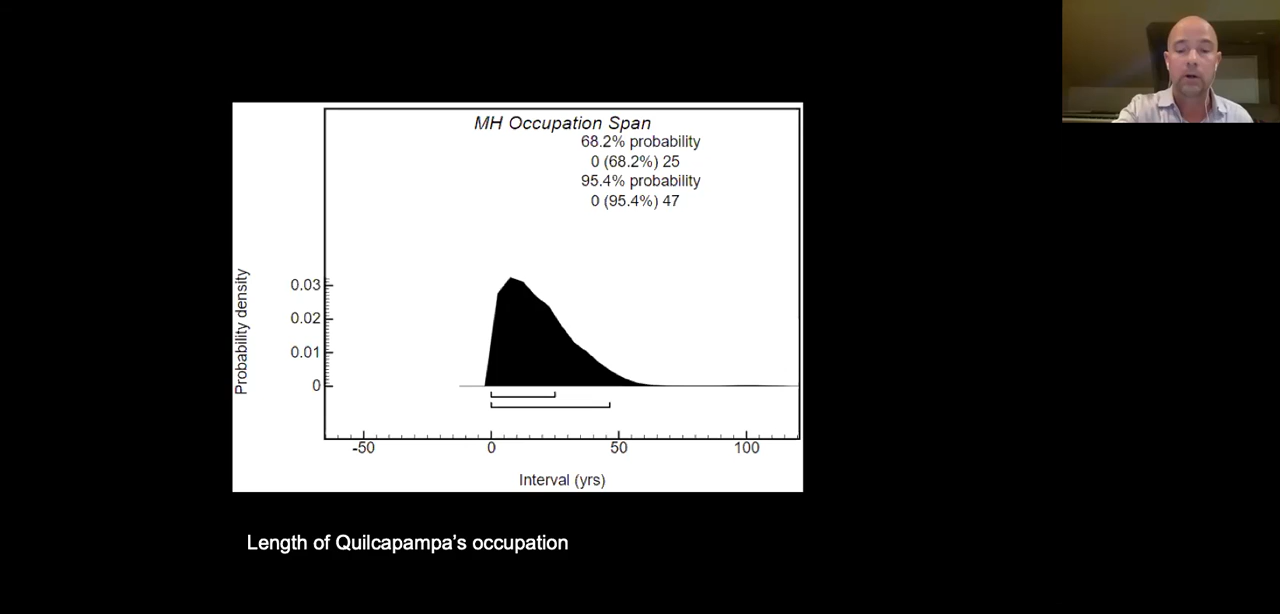 MH Occupation Span
68.2% probability
0 (68.2%) 25
95.4% probability
0 (95.4%) 47
Probability density
0.03
0.02
0.01
0
-50 0 50 100
Interval (yrs)
Length of Quilcapampa's occupation